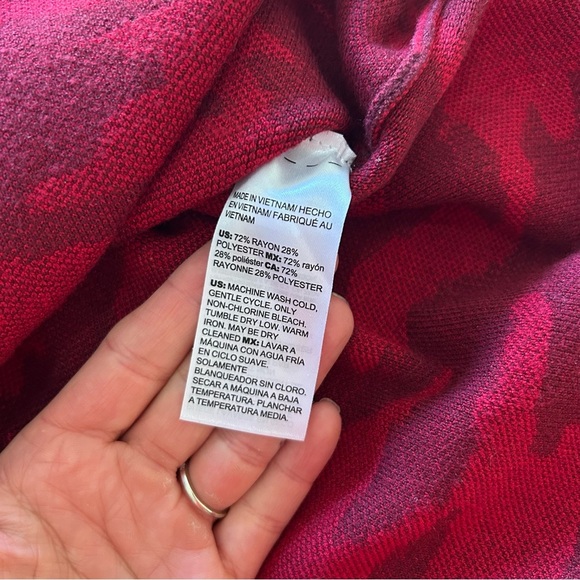 MADE IN VIETNAM/ HECHO
EN VIETNAM/ FABRIQUÉ AU
VIETNAM
US: 72% RAYON 28%
POLYESTER MX: 72% rayón
28% poliéster CA: 72%
RAYONNE 28% POLYESTER
US: MACHINE WASH COLD,
GENTLE CYCLE. ONLY
NON-CHLORINE BLEACH.
TUMBLE DRY LOW. WARM
IRON. MAY BE DRY
CLEANED MX: LAVAR A
MÁQUINA CON AGUA FRÍA
EN CICLO SUAVE.
SOLAMENTE
BLANQUEADOR SIN CLORO.
SECAR A MÁQUINA A BAJA
TEMPERATURA. PLANCHAR
A TEMPERATURA MEDIA.